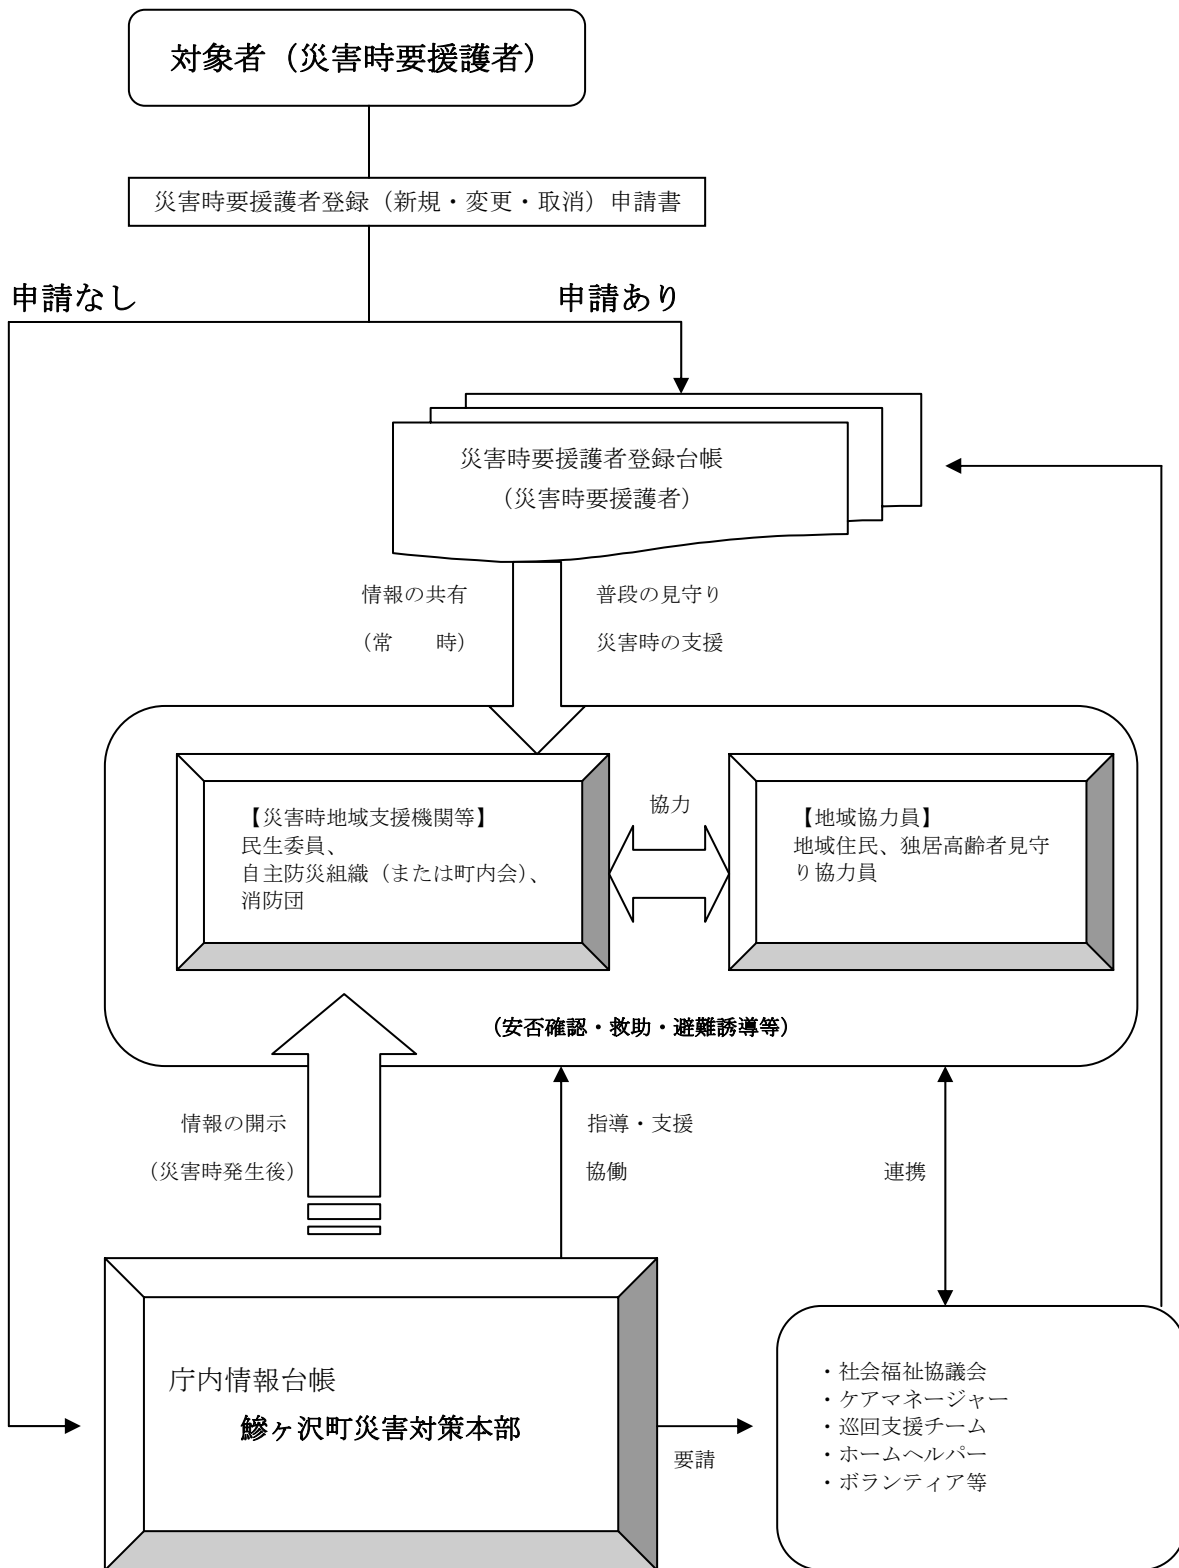 対象者（災害時要援護者）
災害時要援護者登録（新規・変更・取消）申請書
申請なし
申請あり
災害時要援護者登録台帳
（災害時要援護者）
情報の共有
（常　　時）
普段の見守り
災害時の支援
【災害時地域支援機関等】
民生委員、
自主防災組織（または町内会）、
消防団
協力
【地域協力員】
地域住民、独居高齢者見守
り協力員
（安否確認・救助・避難誘導等）
情報の開示
（災害時発生後）
指導・支援
協働
連携
庁内情報台帳
鰺ヶ沢町災害対策本部
要請
・社会福祉協議会
・ケアマネージャー
・巡回支援チーム
・ホームヘルパー
・ボランティア等